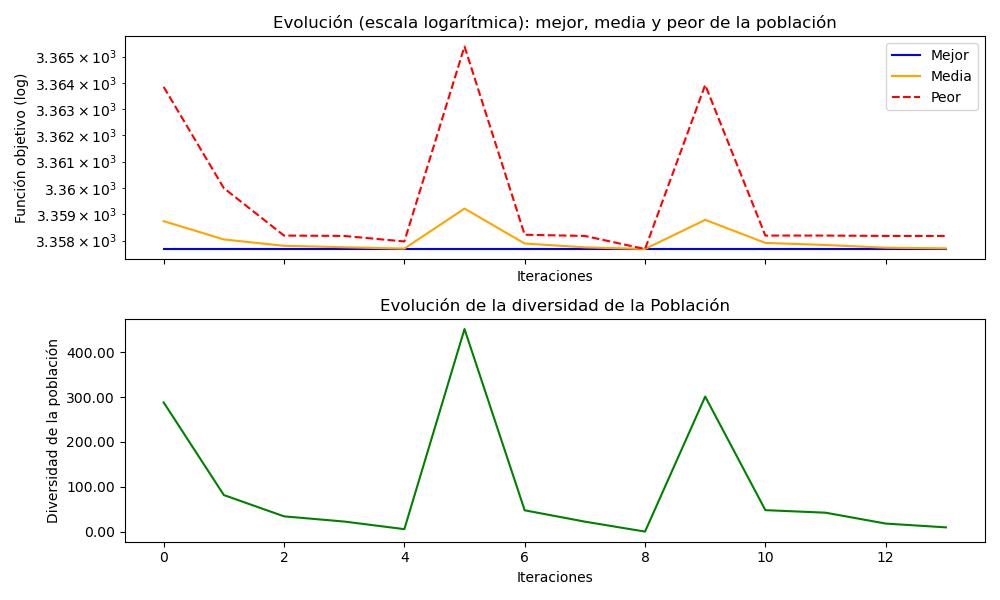 Evolución (escala logarítmica): mejor, media y peor de la población
Función objetivo (log)
3.365 × 10³
3.364 × 10³
3.363 × 10³
3.362 × 10³
3.361 × 10³
3.36 × 10³
3.359 × 10³
3.358 × 10³
Mejor
Media
Peor
Iteraciones
Evolución de la diversidad de la Población
Diversidad de la población
400.00
300.00
200.00
100.00
0.00
0 2 4 6 8 10 12
Iteraciones